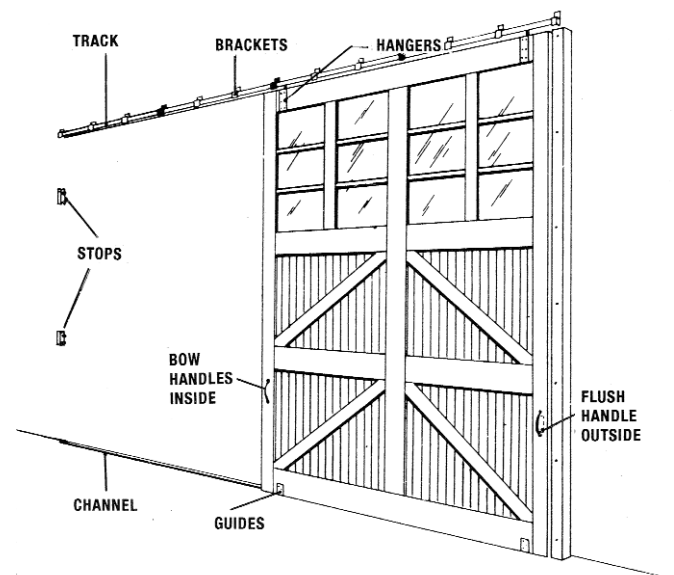 TRACK
BRACKETS
HANGERS
STOPS
BOW
HANDLES
INSIDE
FLUSH
HANDLE
OUTSIDE
CHANNEL
GUIDES